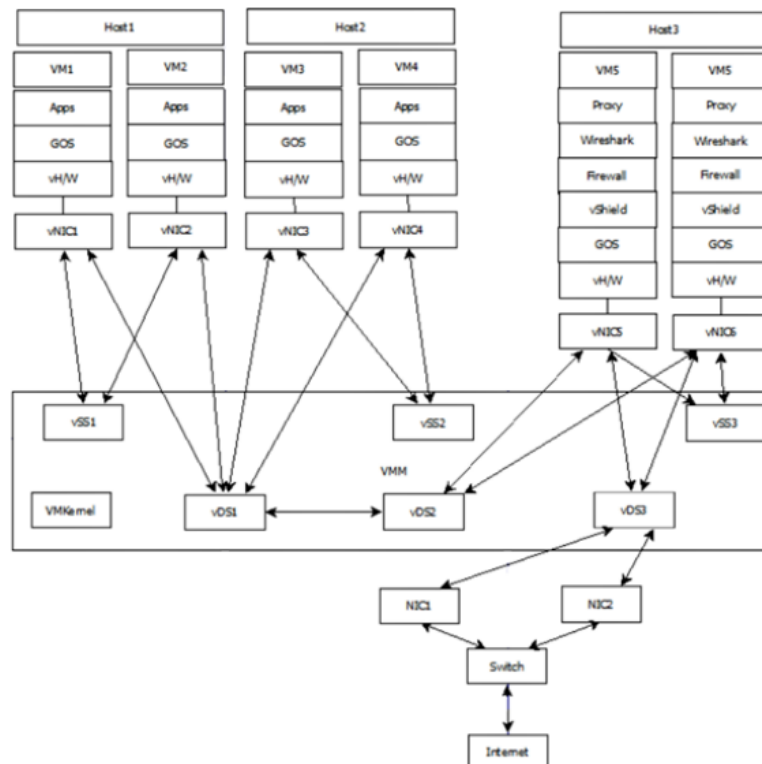 Host1
Host2
Host3
VM1
VM2
VM3
VM4
VM5
VM5
Apps
Apps
Apps
Apps
Proxy
Proxy
GOS
GOS
GOS
GOS
Wireshark
Wireshark
vH/W
vH/W
vH/W
vH/W
Firewall
Firewall
vNIC1
vNIC2
vNIC3
vNIC4
vShield
vShield
GOS
GOS
vH/W
vH/W
vNIC5
vNIC6
vSS1
vSS2
vSS3
VMM
VMKernel
vDS1
vDS2
vDS3
NIC1
NIC2
Switch
Internet